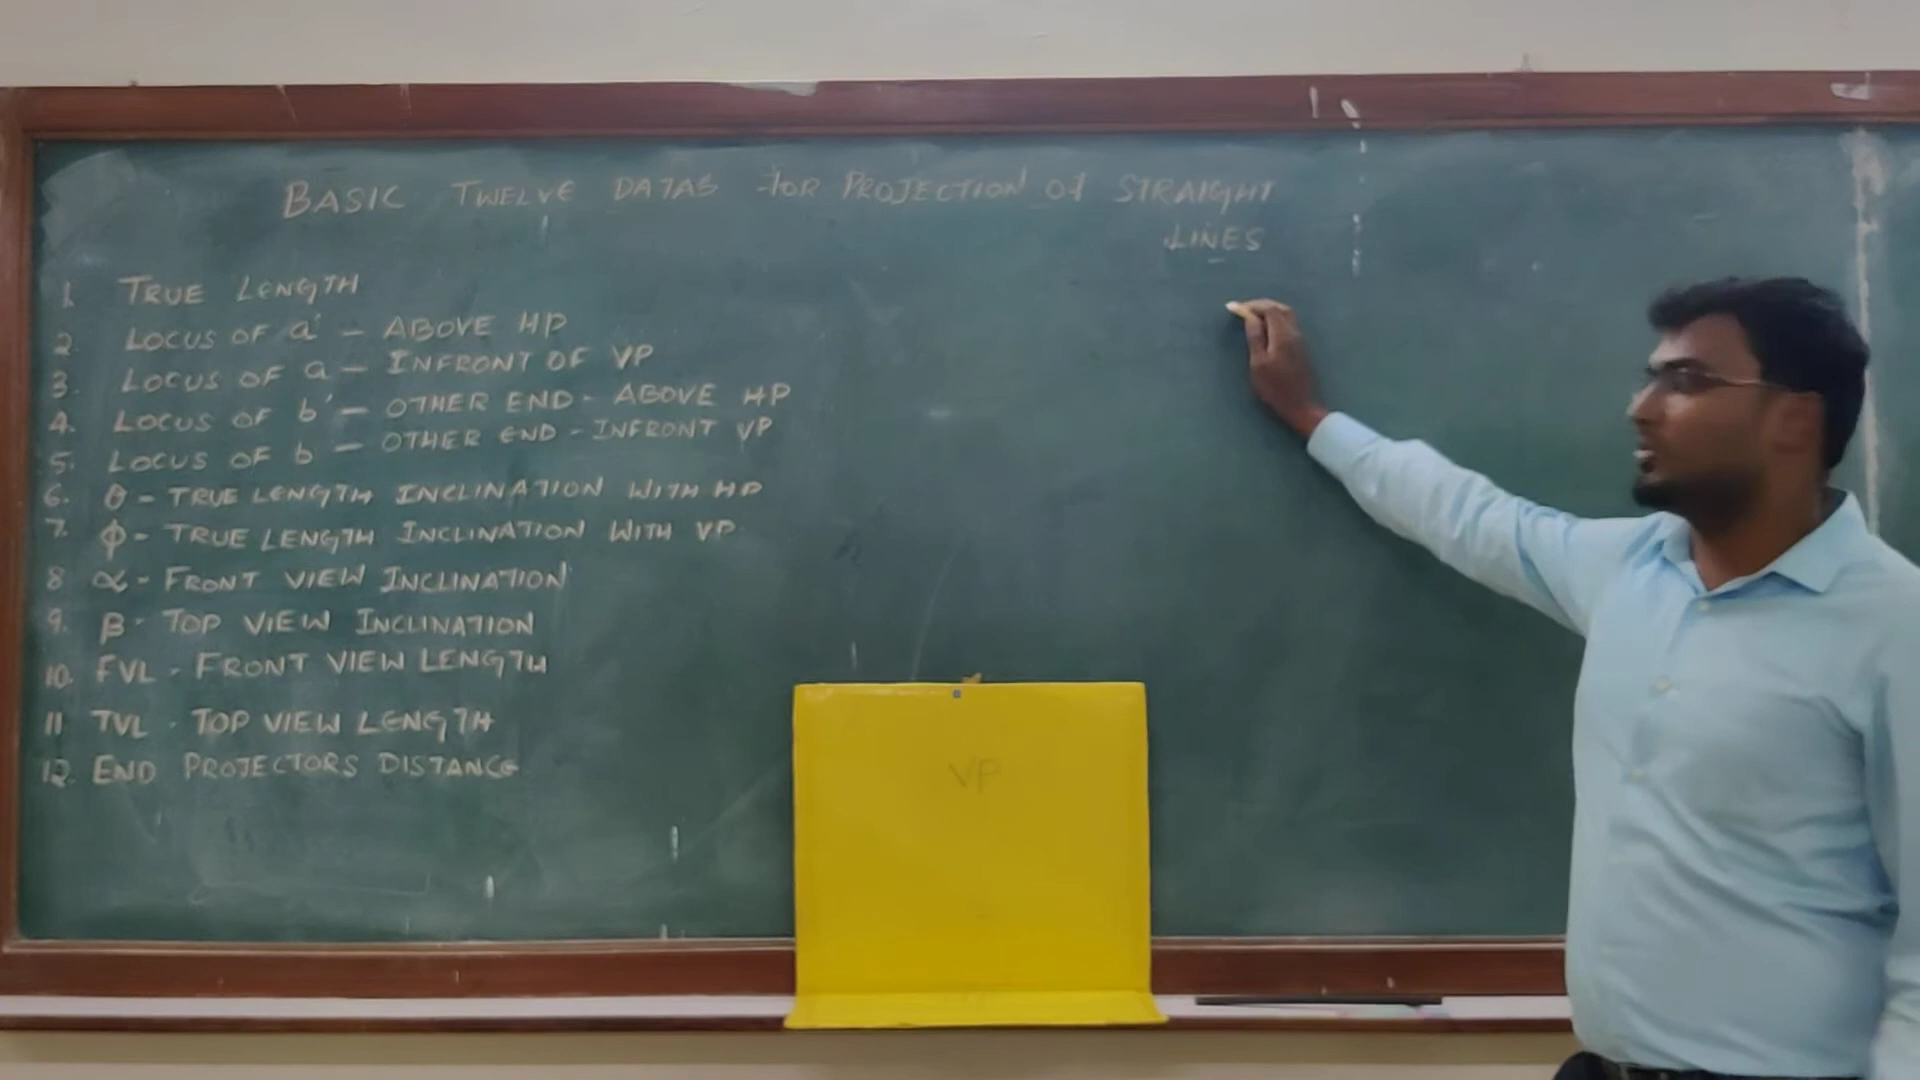 BASIC TWELVE DATAS for PROJECTION Of STRAIGHT
LINES
1. TRUE LENGTH
2. LOCUS OF a' - ABOVE HP
3. LOCUS OF a - INFRONT OF VP
4. LOCUS OF b' - OTHER END - ABOVE HP
5. LOCUS OF b - OTHER END - INFRONT VP
6. θ - TRUE LENGTH INCLINATION WITH HP
7. ϕ - TRUE LENGTH INCLINATION WITH VP
8 α - FRONT VIEW INCLINATION
9. β - TOP VIEW INCLINATION
10. FVL - FRONT VIEW LENGTH
11 TVL - TOP VIEW LENGTH
12. END PROJECTORS DISTANCE
VP